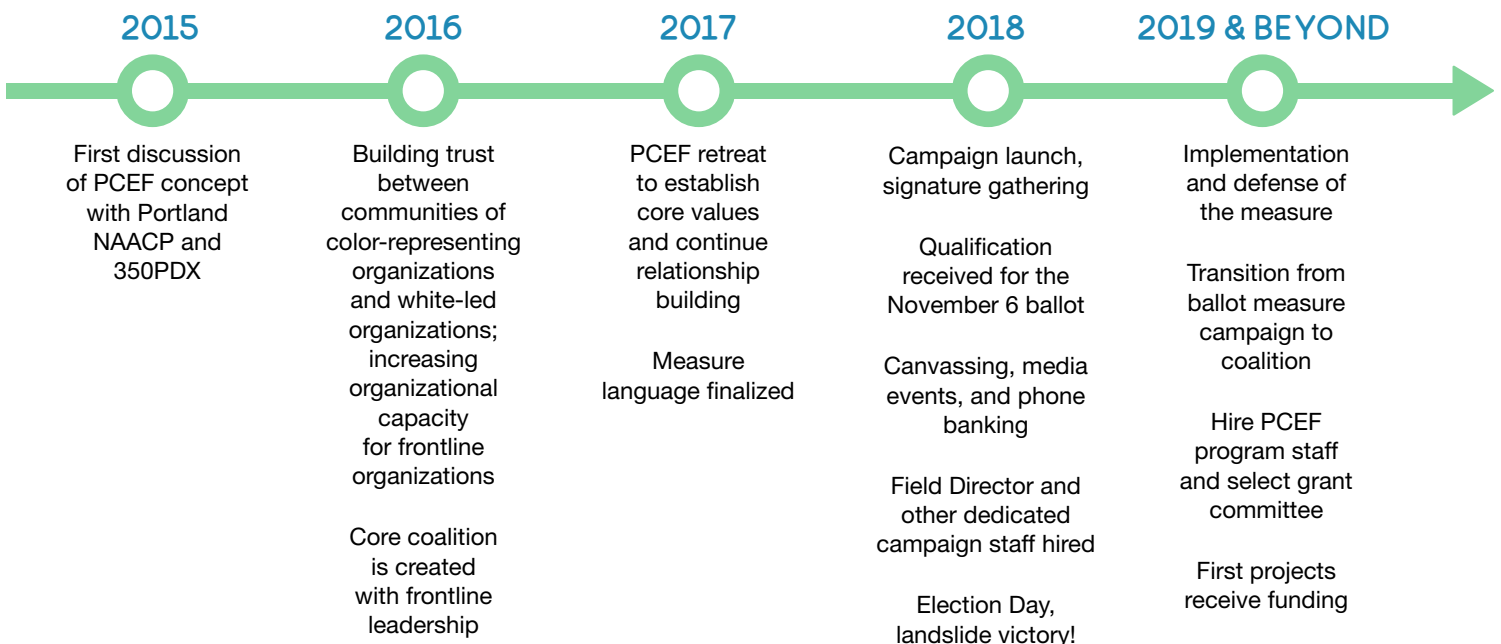 2015
First discussion
of PCEF concept
with Portland
NAACP and
350PDX
2016
Building trust
between
communities of
color-representing
organizations
and white-led
organizations;
increasing
organizational
capacity
for frontline
organizations
Core coalition
is created
with frontline
leadership
2017
PCEF retreat
to establish
core values
and continue
relationship
building
Measure
language finalized
2018
Campaign launch,
signature gathering
Qualification
received for the
November 6 ballot
Canvassing, media
events, and phone
banking
Field Director and
other dedicated
campaign staff hired
Election Day,
landslide victory!
2019 & BEYOND
Implementation
and defense of
the measure
Transition from
ballot measure
campaign to
coalition
Hire PCEF
program staff
and select grant
committee
First projects
receive funding